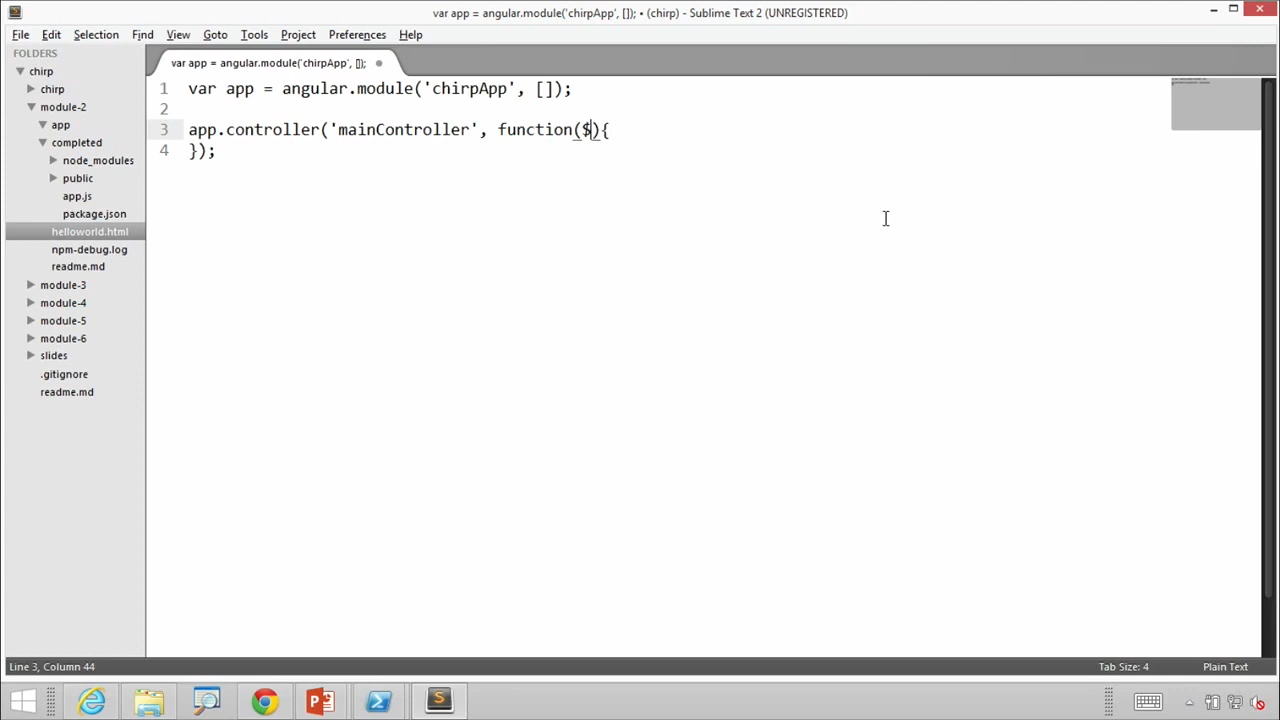 var app = angular.module('chirpApp', []); • (chirp) - Sublime Text 2 (UNREGISTERED)
File Edit Selection Find View Goto Tools Project Preferences Help
FOLDERS
chirp
chirp
module-2
app
completed
node_modules
public
app.js
package.json
helloworld.html
npm-debug.log
readme.md
module-3
module-4
module-5
module-6
slides
.gitignore
readme.md
var app = angular.module('chirpApp', []);
1 var app = angular.module('chirpApp', []);
2
3 app.controller('mainController', function($){
4 });
Line 3, Column 44
Tab Size: 4
Plain Text